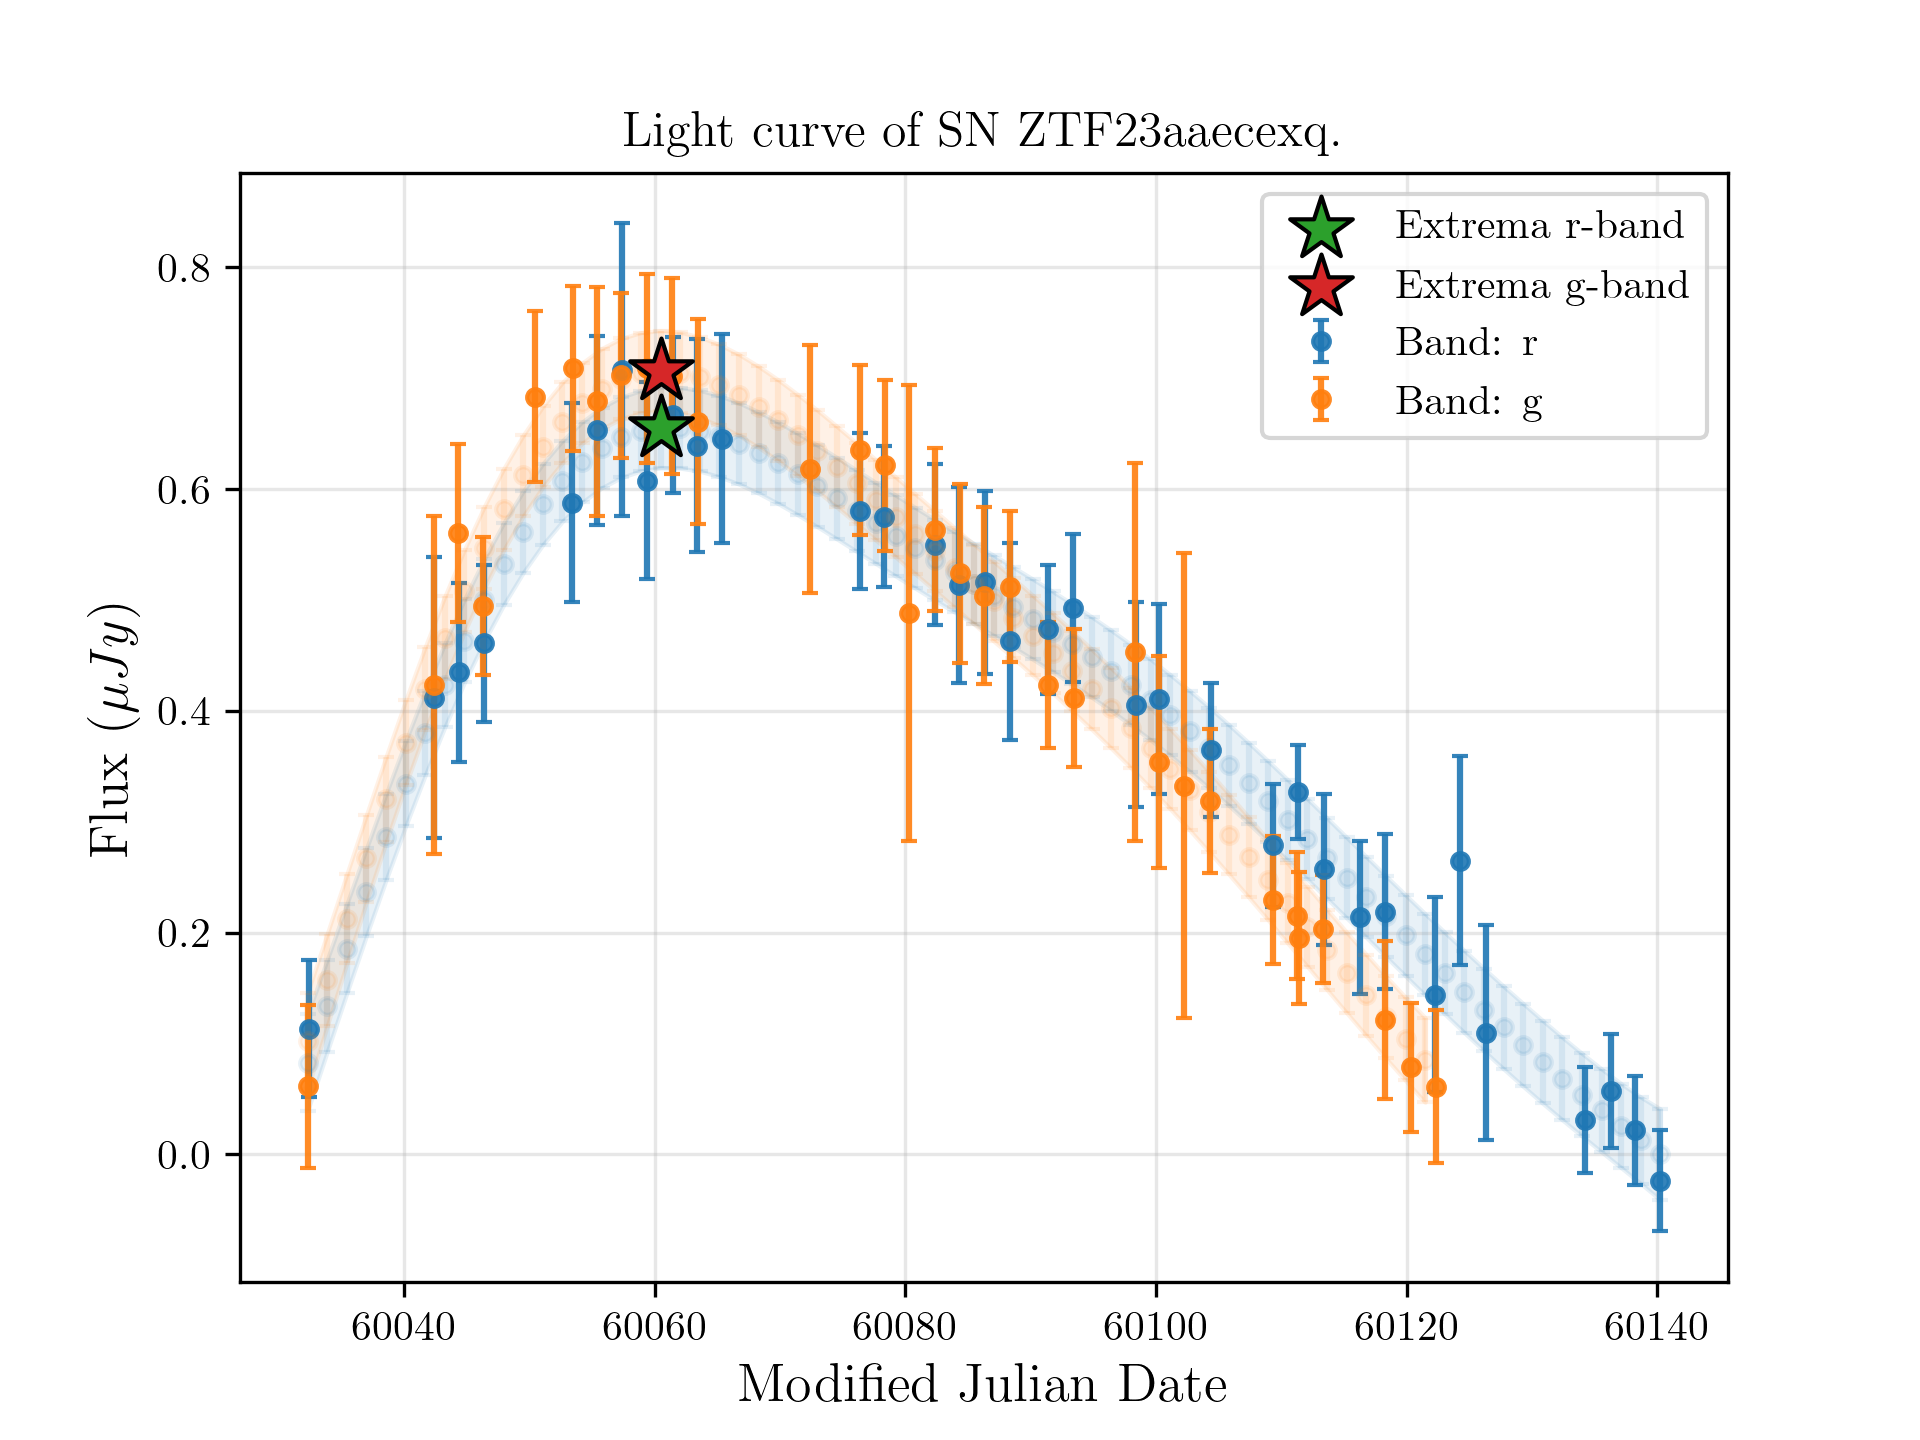 Light curve of SN ZTF23aaecexq.
Extrema r-band
Extrema g-band
Band: r
Band: g
Flux (μJy)
0.8
0.6
0.4
0.2
0.0
60040 60060 60080 60100 60120 60140
Modified Julian Date